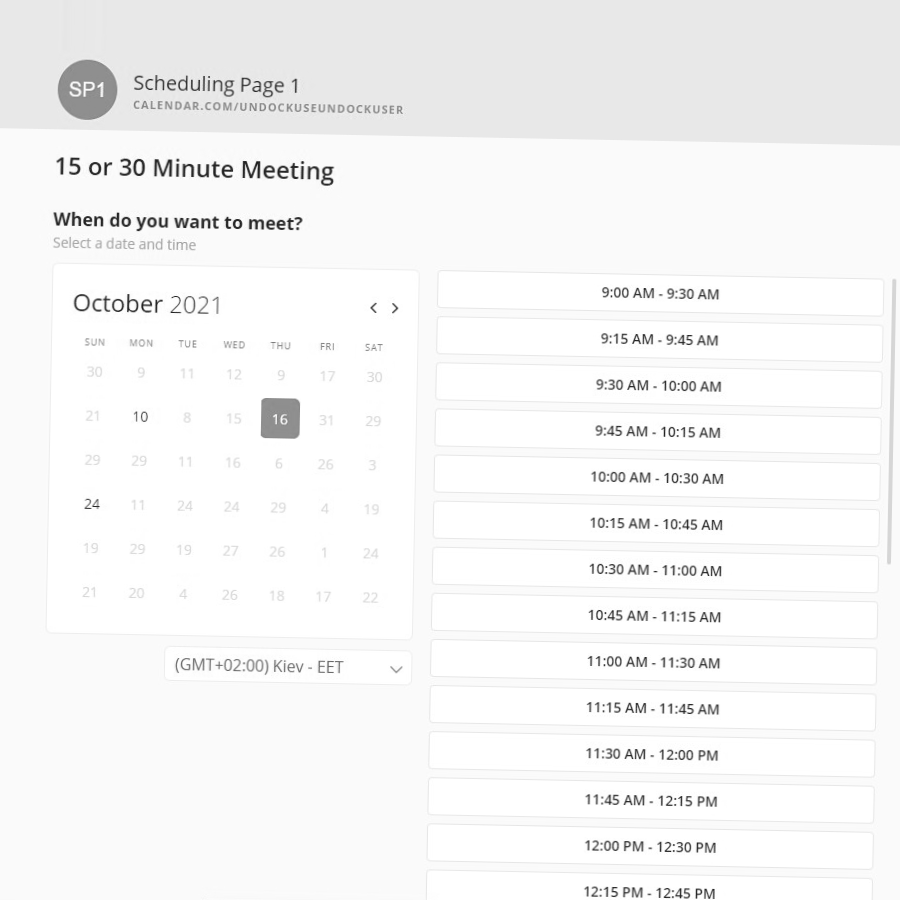 SP1
Scheduling Page 1
CALENDAR.COM/UNDOCKUSEUNDOCKUSER
15 or 30 Minute Meeting
When do you want to meet?
Select a date and time
October 2021
SUN MON TUE WED THU FRI SAT
30 9 11 12 9 17 30
21 10 8 15 16 31 29
29 29 11 16 6 26 3
24 11 24 24 29 4 19
19 29 19 27 26 1 24
21 20 4 26 18 17 22
(GMT+02:00) Kiev - EET
9:00 AM - 9:30 AM
9:15 AM - 9:45 AM
9:30 AM - 10:00 AM
9:45 AM - 10:15 AM
10:00 AM - 10:30 AM
10:15 AM - 10:45 AM
10:30 AM - 11:00 AM
10:45 AM - 11:15 AM
11:00 AM - 11:30 AM
11:15 AM - 11:45 AM
11:30 AM - 12:00 PM
11:45 AM - 12:15 PM
12:00 PM - 12:30 PM
12:15 PM - 12:45 PM